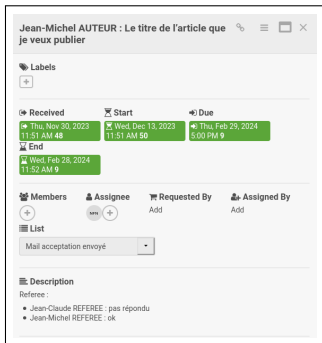 Jean-Michel AUTEUR : Le titre de l'article que
je veux publier
Labels
Received Start Due
Thu, Nov 30, 2023 Wed, Dec 13, 2023 Thu, Feb 29, 2024
11:51 AM 48 11:51 AM 50 5:00 PM 9
End
Wed, Feb 28, 2024
11:52 AM 9
Members Assignee Requested By Assigned By
Add Add
List
Mail acceptation envoyé
Description
Referee :
Jean-Claude REFEREE : pas répondu
Jean-Michel REFEREE : ok